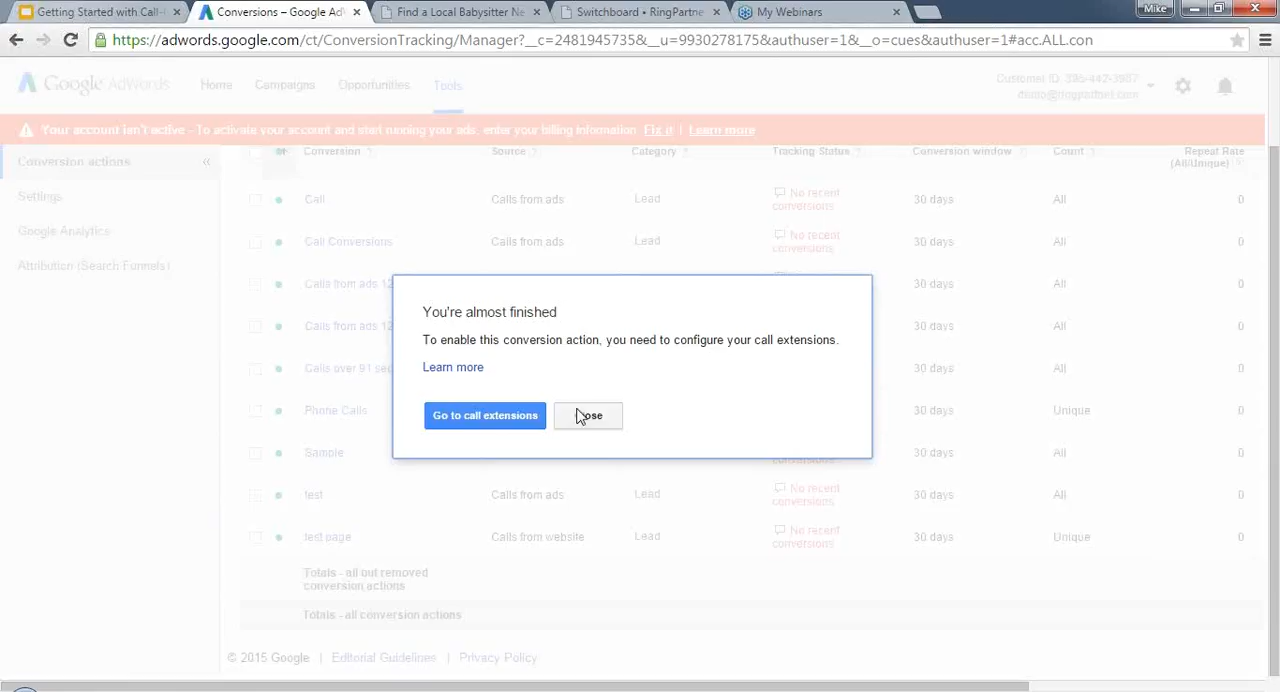 Getting Started with Call-
Conversions – Google Ad
Find a Local Babysitter Ne
Switchboard • RingPartne
My Webinars
Mike
https://adwords.google.com/ct/ConversionTracking/Manager?__c=2481945735&__u=9930278175&authuser=1&__o=cues&authuser=1#acc.ALL.con
Google AdWords
Home
Campaigns
Opportunities
Tools
Customer ID: 386-442-3987
demo@ringpartner.com
Your account isn't active - To activate your account and start running your ads, enter your billing information Fix it | Learn more
Conversion actions «
Settings
Google Analytics
Attribution (Search Funnels)
Conversion ? Source ? Category ? Tracking Status ? Conversion window ? Count ? Repeat Rate
(All/Unique) ?
Call Calls from ads Lead No recent
conversions 30 days All 0
Call Conversions Calls from ads Lead No recent
conversions 30 days All 0
Calls from ads 12 30 days All 0
Calls from ads 12 30 days All 0
Calls over 91 sec 30 days All 0
Phone Calls 30 days Unique 0
Sample conversions 30 days All 0
test Calls from ads Lead No recent
conversions 30 days All 0
test page Calls from website Lead No recent
conversions 30 days Unique 0
Totals - all but removed
conversion actions
Totals - all conversion actions
You're almost finished
To enable this conversion action, you need to configure your call extensions.
Learn more
Go to call extensions
Close
© 2015 Google | Editorial Guidelines | Privacy Policy